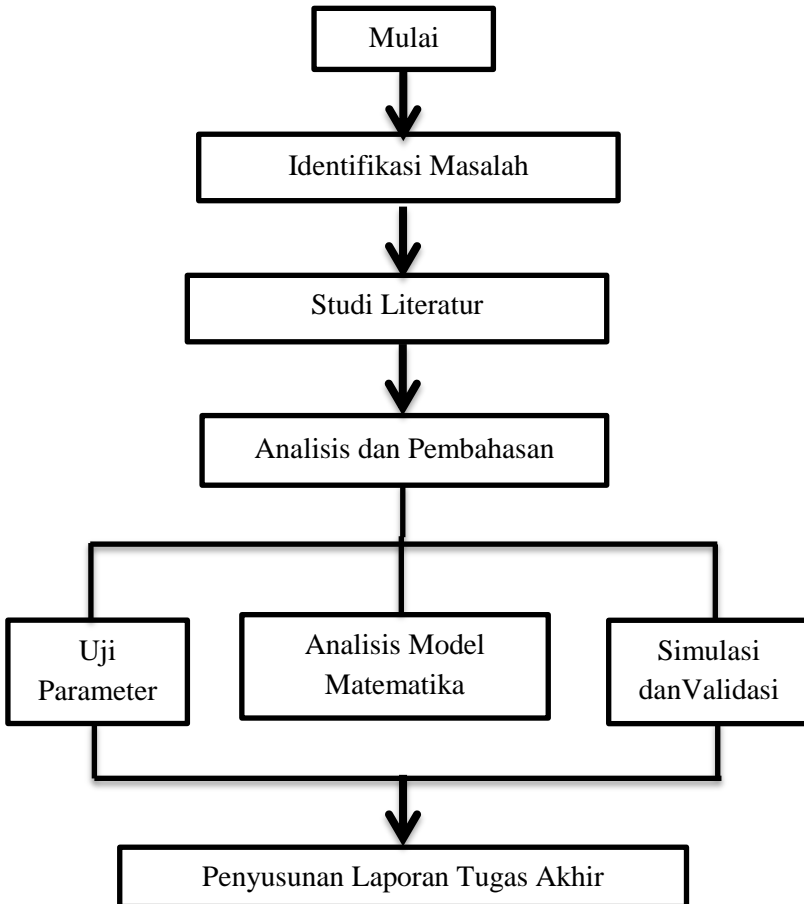 Mulai
Identifikasi Masalah
Studi Literatur
Analisis dan Pembahasan
Uji
Parameter
Analisis Model
Matematika
Simulasi
danValidasi
Penyusunan Laporan Tugas Akhir